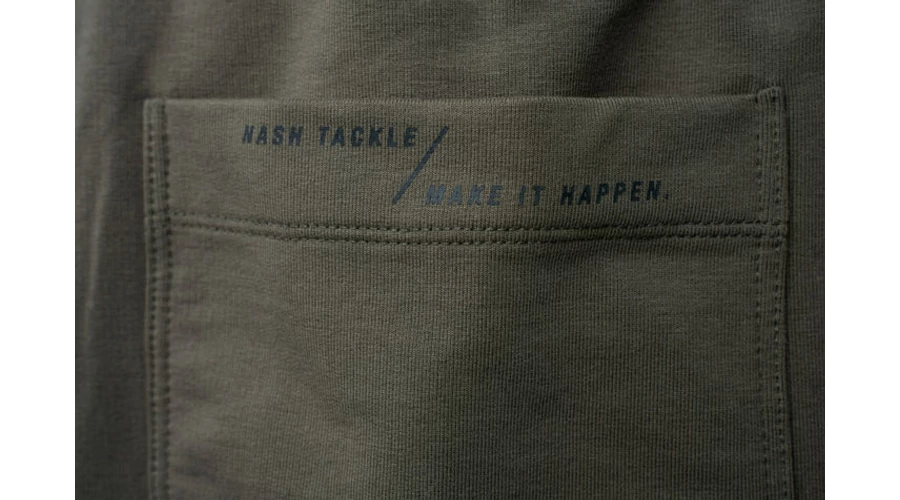 NASH TACKLE /
MAKE IT HAPPEN.